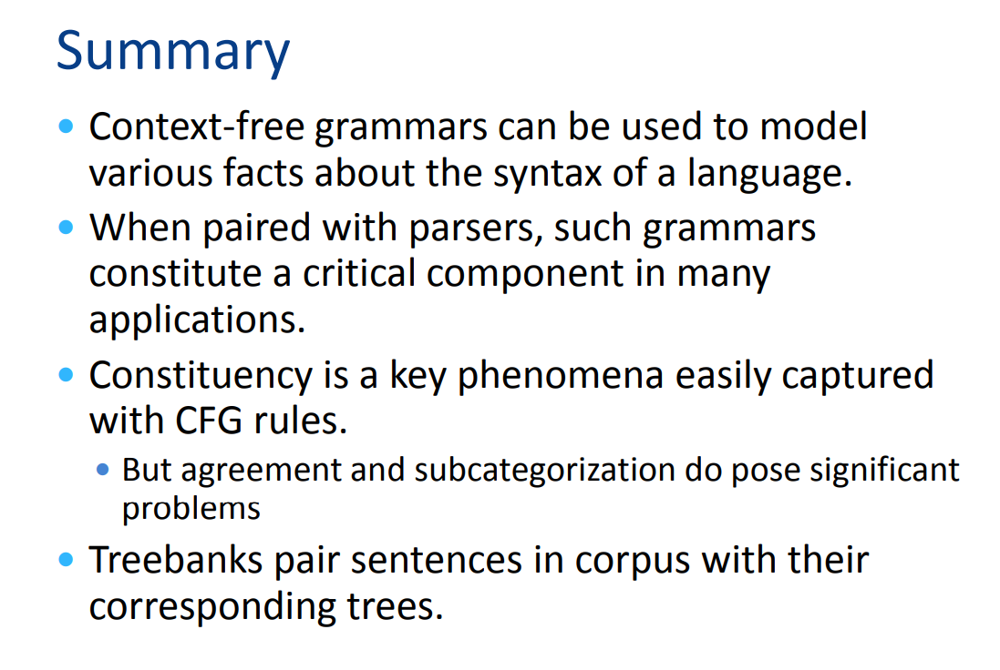 Summary
• Context-free grammars can be used to model
various facts about the syntax of a language.
• When paired with parsers, such grammars
constitute a critical component in many
applications.
• Constituency is a key phenomena easily captured
with CFG rules.
• But agreement and subcategorization do pose significant
problems
• Treebanks pair sentences in corpus with their
corresponding trees.